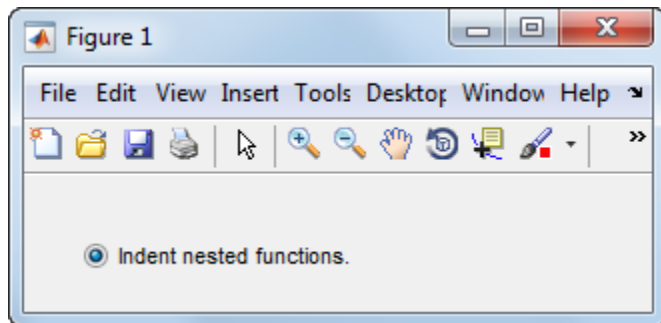 Figure 1
File Edit View Insert Tools Desktop Window Help
Indent nested functions.